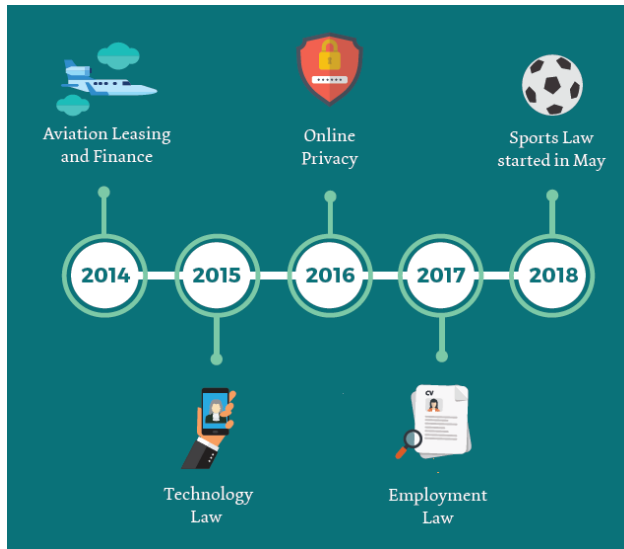 Aviation Leasing
and Finance
Online
Privacy
Sports Law
started in May
2014
2015
2016
2017
2018
CV
Technology
Law
Employment
Law